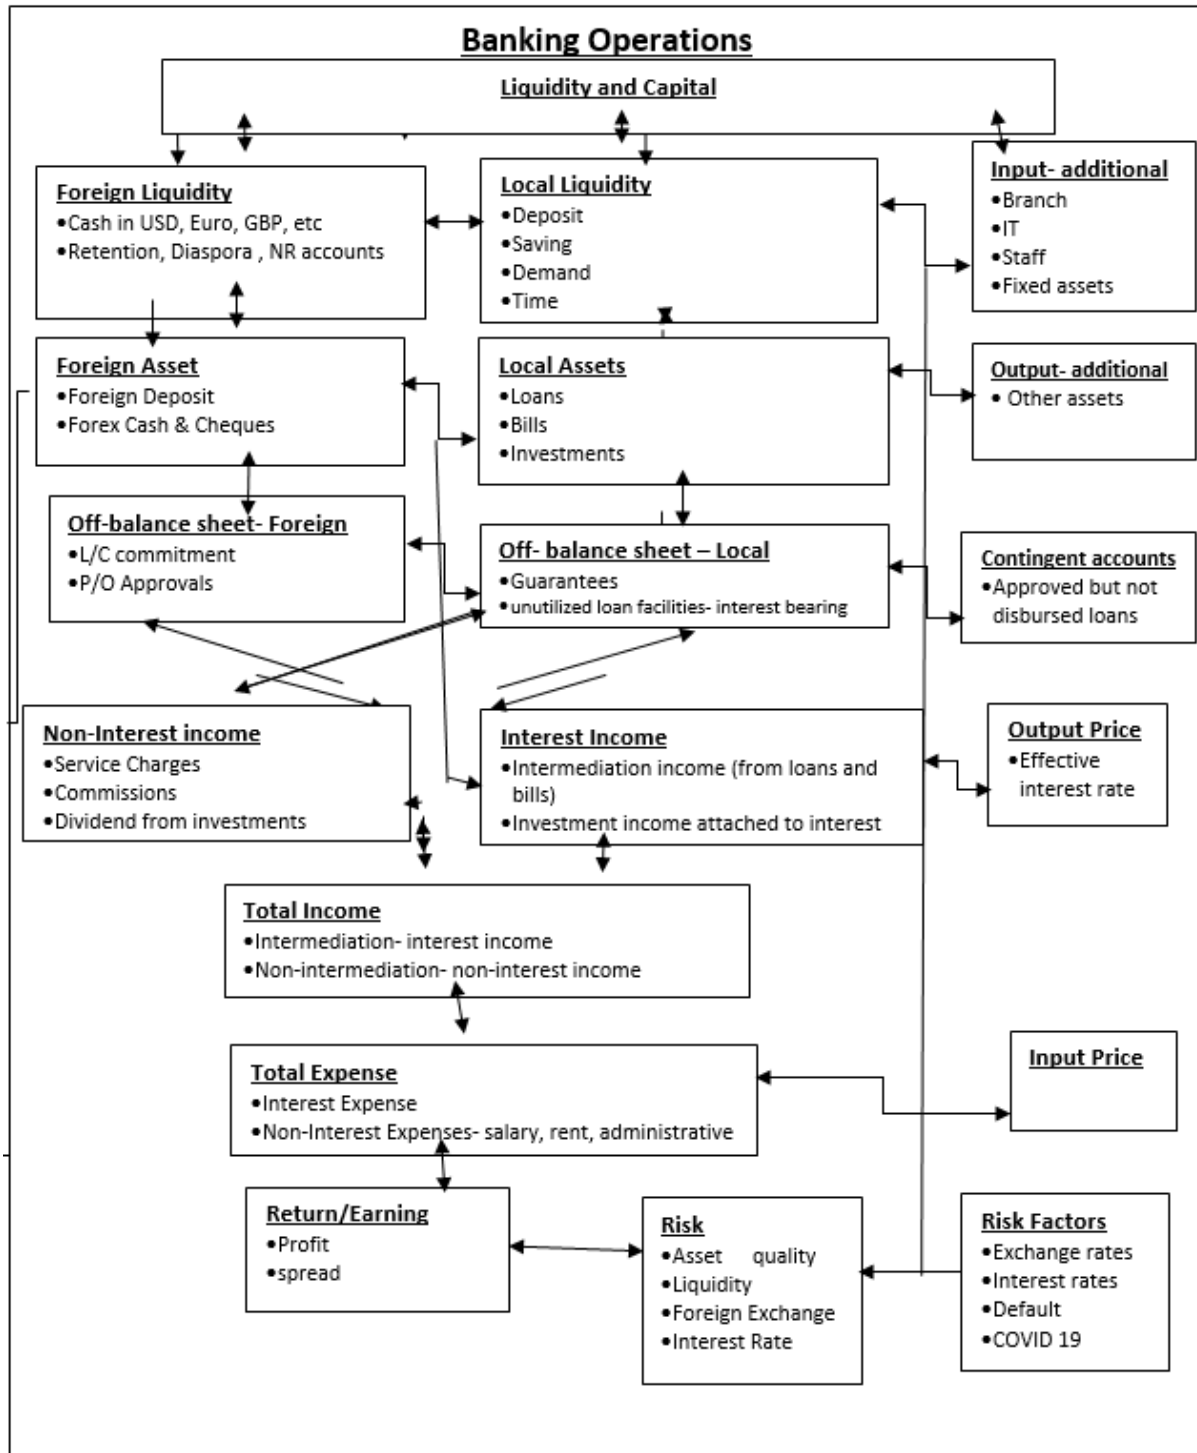 Banking Operations
Liquidity and Capital
Foreign Liquidity
•Cash in USD, Euro, GBP, etc
•Retention, Diaspora , NR accounts
Local Liquidity
•Deposit
•Saving
•Demand
•Time
Input- additional
•Branch
•IT
•Staff
•Fixed assets
Foreign Asset
•Foreign Deposit
•Forex Cash & Cheques
Local Assets
•Loans
•Bills
•Investments
Output- additional
• Other assets
Off-balance sheet- Foreign
•L/C commitment
•P/O Approvals
Off- balance sheet – Local
•Guarantees
•unutilized loan facilities- interest bearing
Contingent accounts
•Approved but not
disbursed loans
Non-Interest income
•Service Charges
•Commissions
•Dividend from investments
Interest Income
•Intermediation income (from loans and
bills)
•Investment income attached to interest
Output Price
•Effective
interest rate
Total Income
•Intermediation- interest income
•Non-intermediation- non-interest income
Total Expense
•Interest Expense
•Non-Interest Expenses- salary, rent, administrative
Input Price
Return/Earning
•Profit
•spread
Risk
•Asset quality
•Liquidity
•Foreign Exchange
•Interest Rate
Risk Factors
•Exchange rates
•Interest rates
•Default
•COVID 19